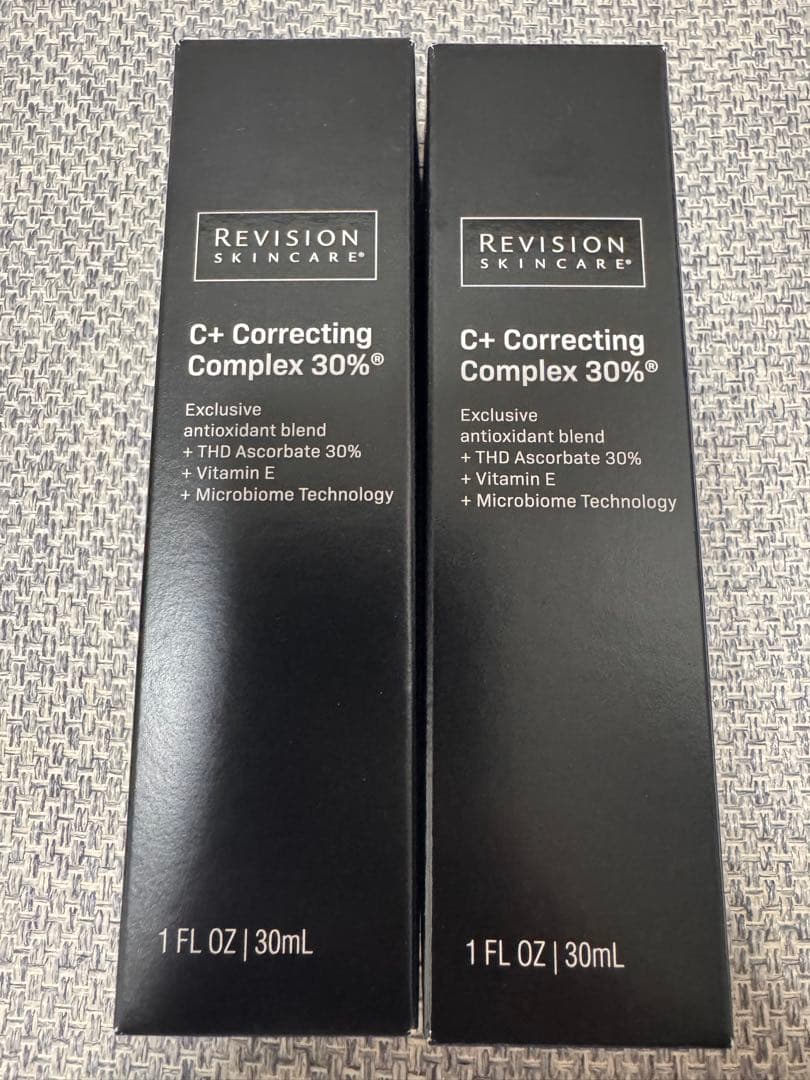 REVISION
SKINCARE®
C+ Correcting
Complex 30%®
Exclusive
antioxidant blend
+ THD Ascorbate 30%
+ Vitamin E
+ Microbiome Technology
1 FL OZ | 30mL
REVISION
SKINCARE®
C+ Correcting
Complex 30%®
Exclusive
antioxidant blend
+ THD Ascorbate 30%
+ Vitamin E
+ Microbiome Technology
1 FL OZ | 30mL